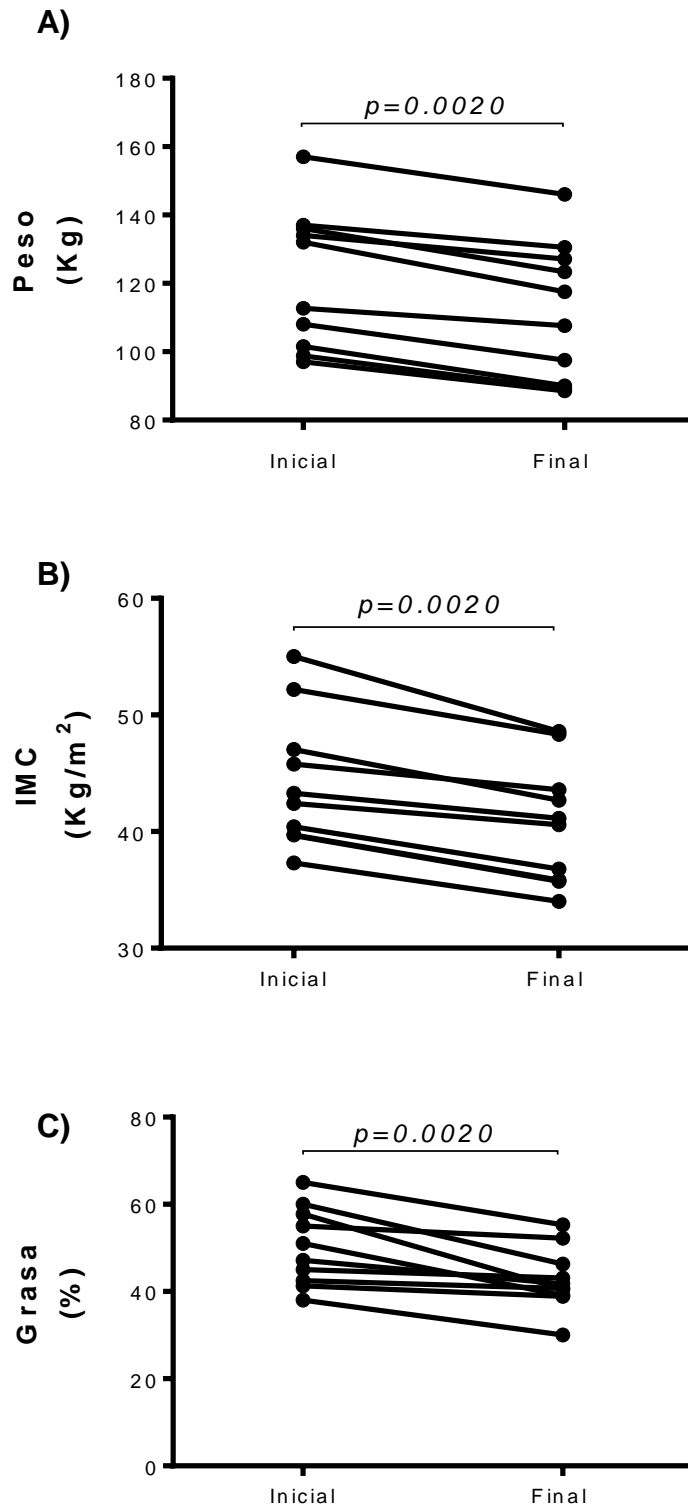 A)
180
160
140
120
100
80
Peso
(Kg)
p=0.0020
Inicial Final
B)
60
50
40
30
IMC
(Kg/m²)
p=0.0020
Inicial Final
C)
80
60
40
20
0
Grasa
(%)
p=0.0020
Inicial Final